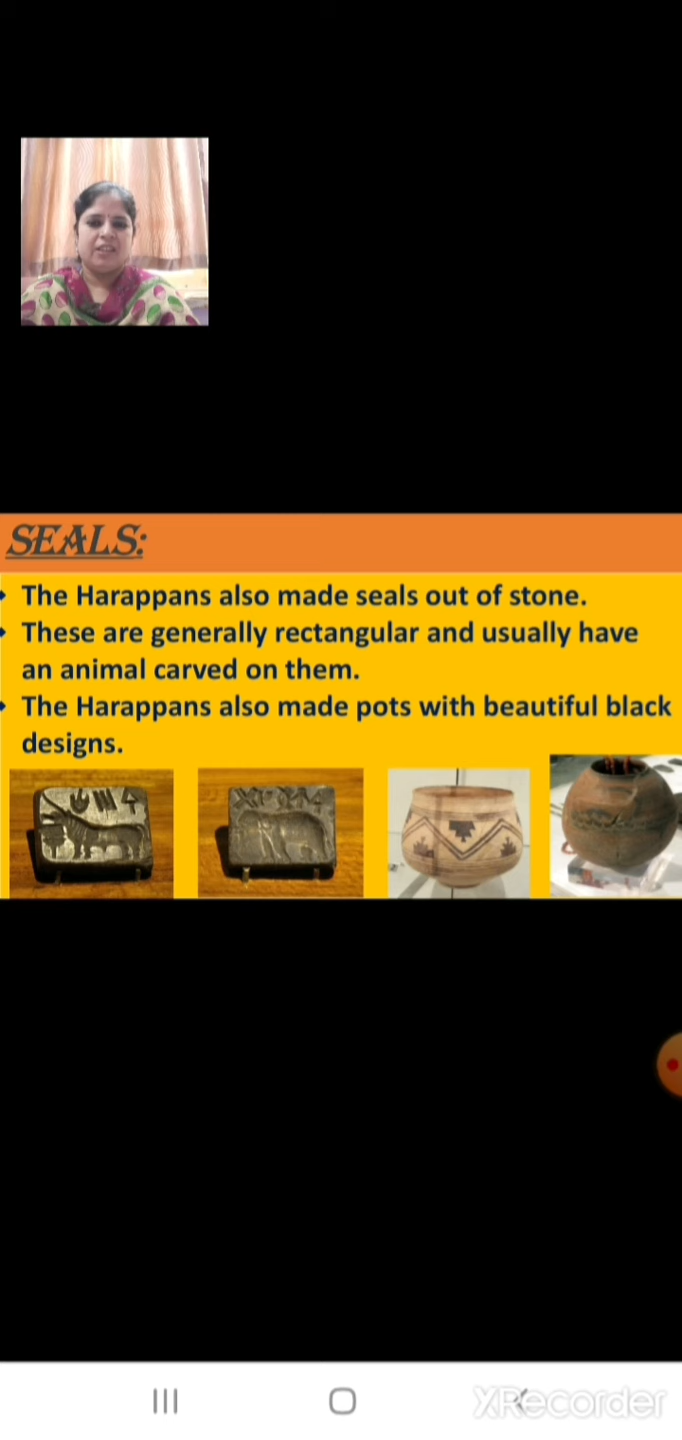 SEALS:
The Harappans also made seals out of stone.
These are generally rectangular and usually have
an animal carved on them.
The Harappans also made pots with beautiful black
designs.
XRecorder